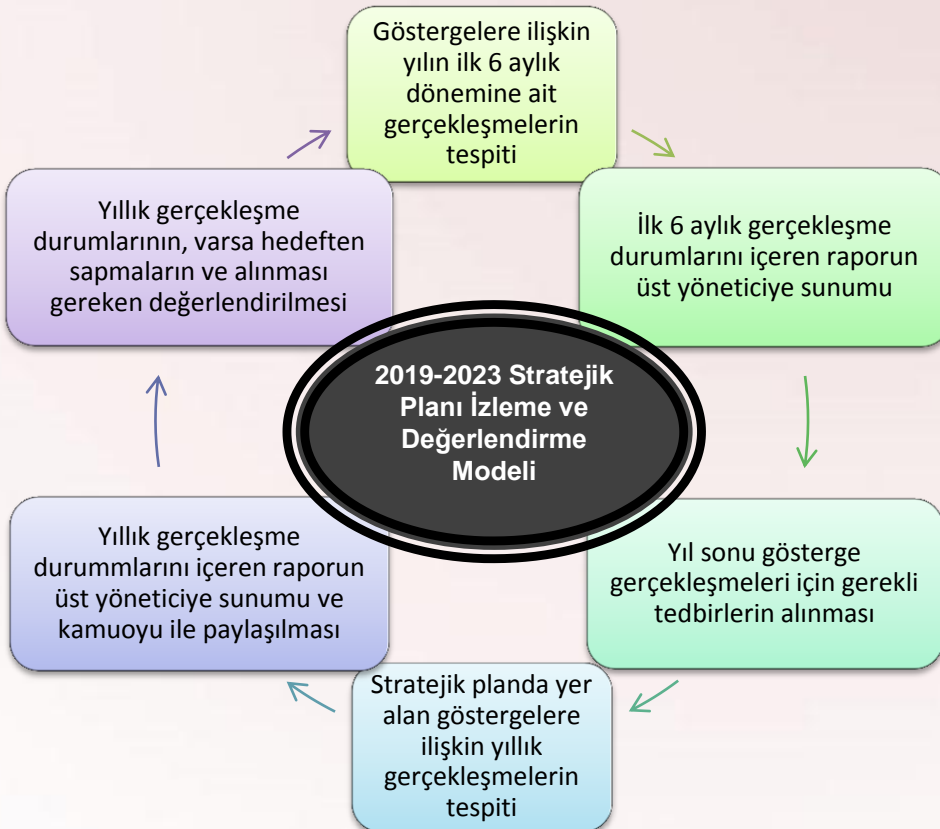 Göstergelere ilişkin
yılın ilk 6 aylık
dönemine ait
gerçekleşmelerin
tespiti
İlk 6 aylık gerçekleşme
durumlarını içeren raporun
üst yöneticiye sunumu
Yıl sonu gösterge
gerçekleşmeleri için gerekli
tedbirlerin alınması
Stratejik planda yer
alan göstergelere
ilişkin yıllık
gerçekleşmelerin
tespiti
Yıllık gerçekleşme
durummlarını içeren raporun
üst yöneticiye sunumu ve
kamuoyu ile paylaşılması
Yıllık gerçekleşme
durumlarının, varsa hedeften
sapmaların ve alınması
gereken değerlendirilmesi
2019-2023 Stratejik
Planı İzleme ve
Değerlendirme
Modeli